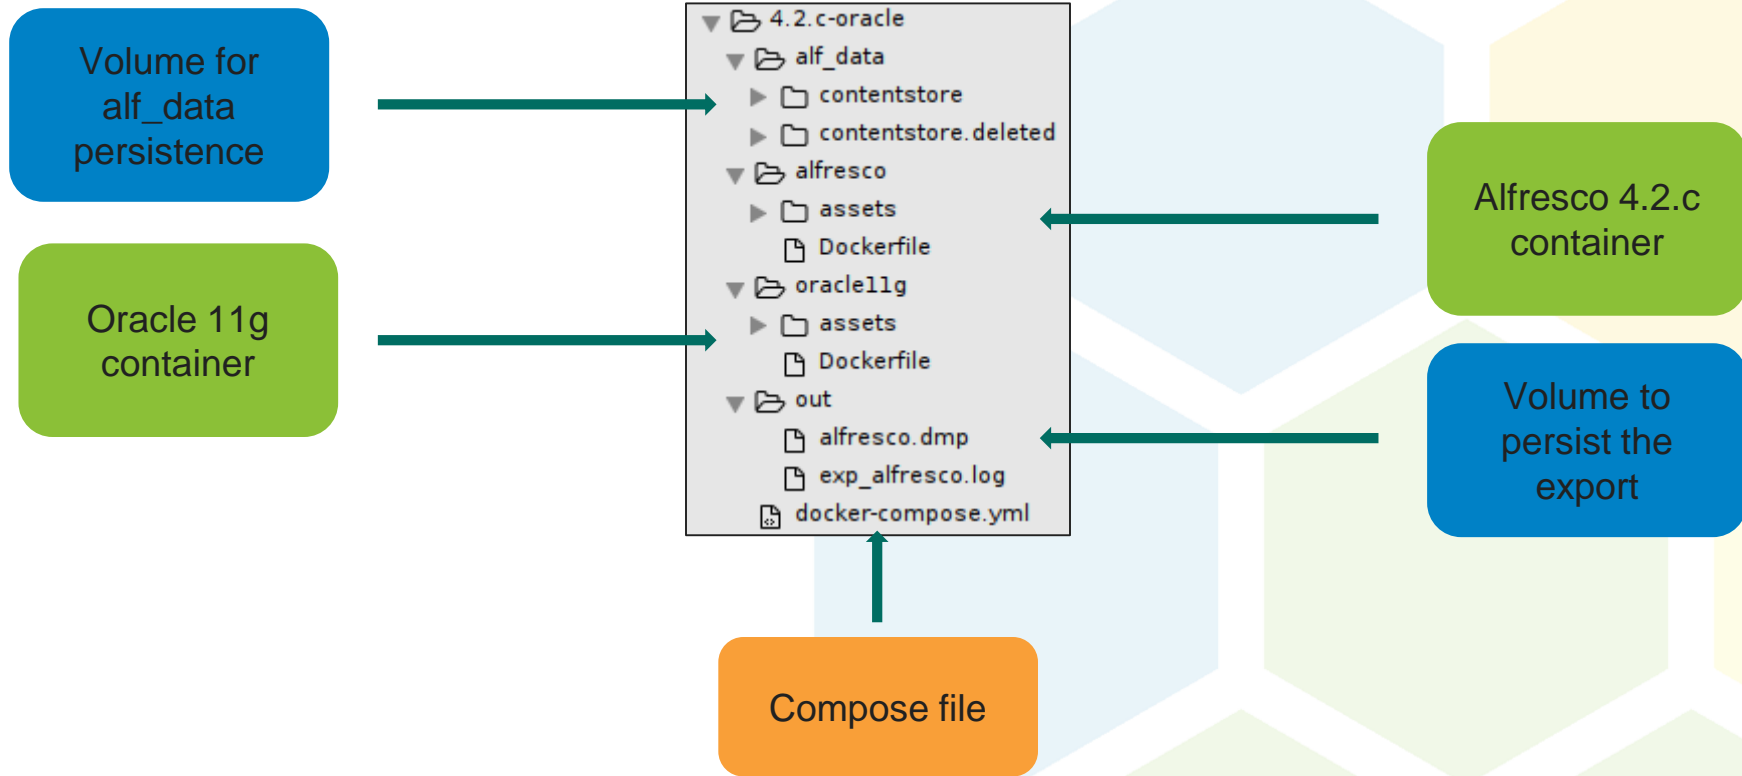 Volume for
alf_data
persistence
Oracle 11g
container
4.2.c-oracle
alf_data
contentstore
contentstore.deleted
alfresco
assets
Dockerfile
oracle11g
assets
Dockerfile
out
alfresco.dmp
exp_alfresco.log
docker-compose.yml
Alfresco 4.2.c
container
Volume to
persist the
export
Compose file